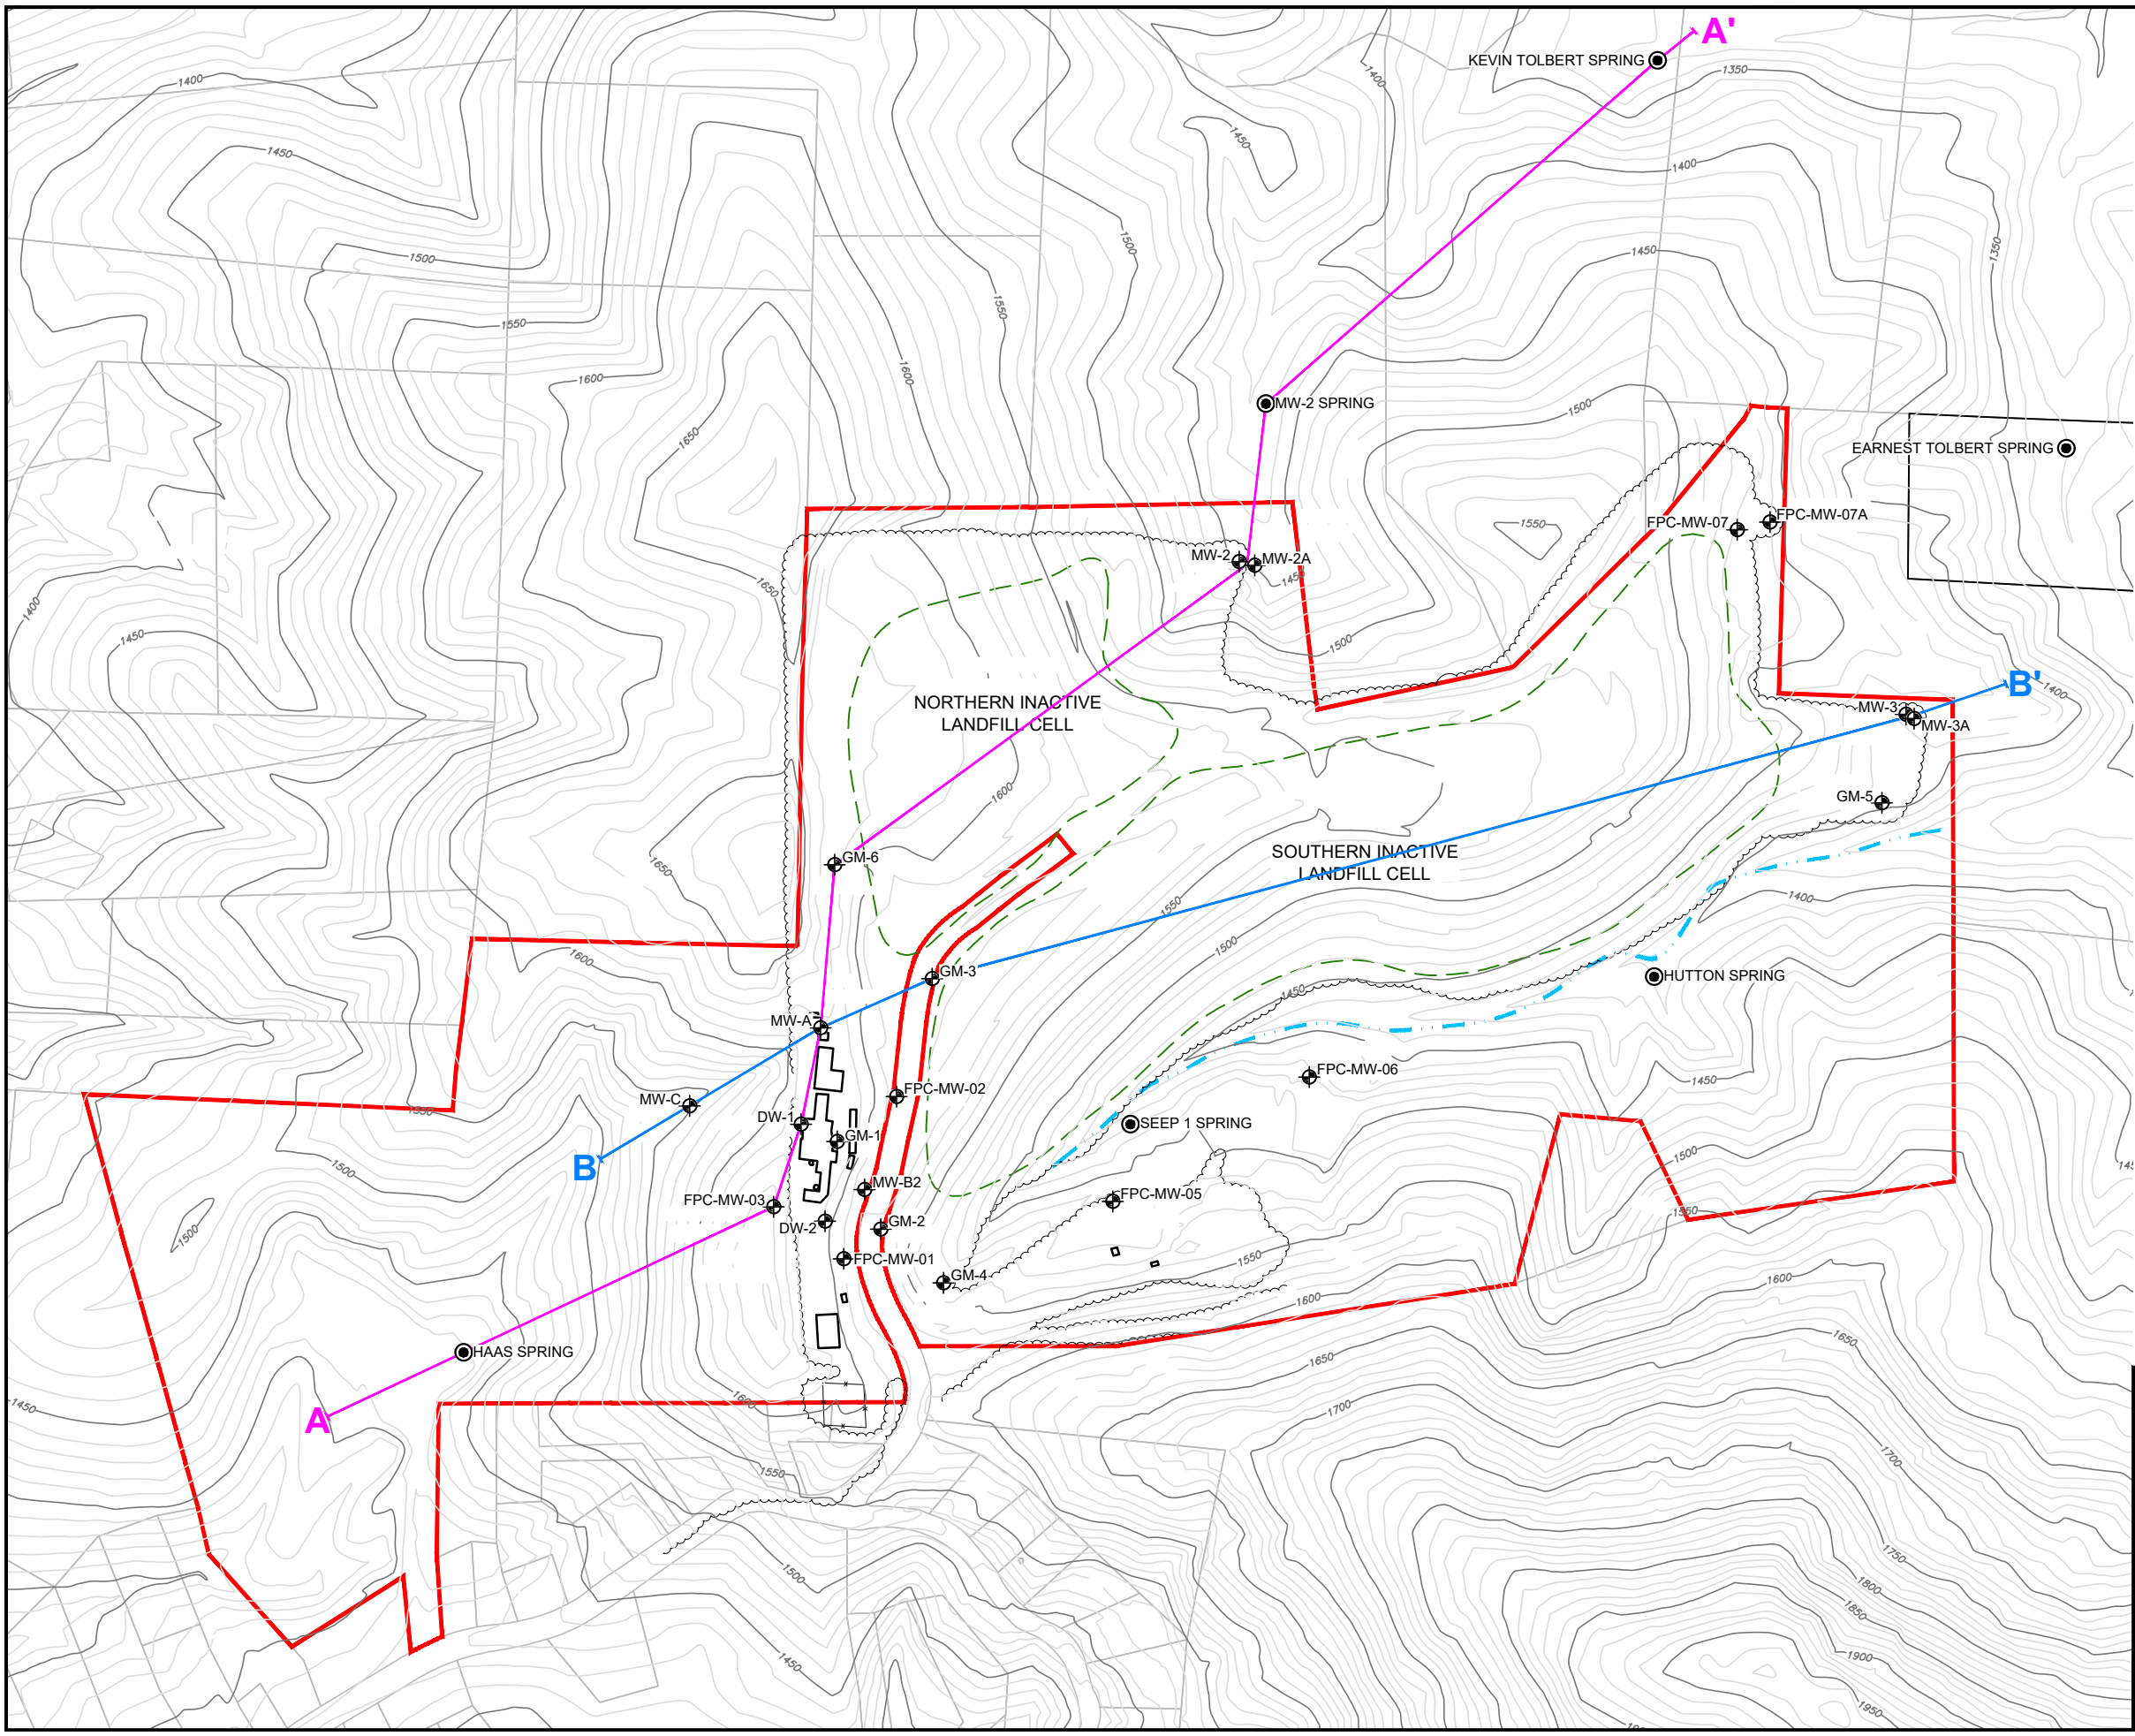 A'
KEVIN TOLBERT SPRING
1350
1400
1400
1450
1450
1400
1500
1350
1450
1500
1550
1550
1600
1600
1650
MW-2 SPRING
1500
EARNEST TOLBERT SPRING
1550
FPC-MW-07
FPC-MW-07A
MW-2
MW-2A
1450
1650
1400
1450
1500
B'
1400
NORTHERN INACTIVE
LANDFILL CELL
MW-3
MW-3A
1600
GM-5
SOUTHERN INACTIVE
LANDFILL CELL
GM-6
1650
1400
1550
1500
1600
GM-3
HUTTON SPRING
1450
MW-A
FPC-MW-06
1450
FPC-MW-02
MW-C
1550
DW-1
SEEP 1 SPRING
GM-1
1500
B
1500
MW-B2
FPC-MW-05
FPC-MW-03
1550
DW-2
GM-2
1500
FPC-MW-01
1550
GM-4
1600
1600
1650
HAAS SPRING
1650
1450
1600
1700
A
1700
1550
1750
1500
1800
1850
1450
1900
1950